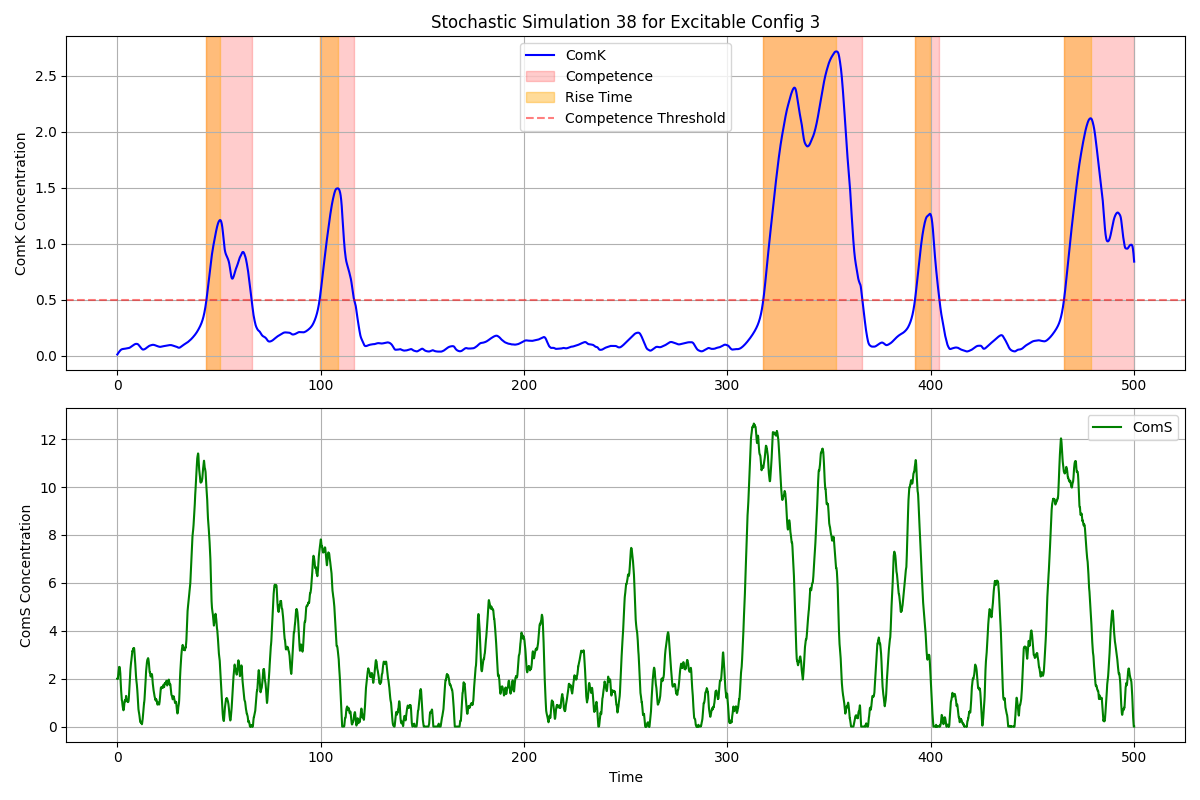 Stochastic Simulation 38 for Excitable Config 3
ComK Concentration
2.5
2.0
1.5
1.0
0.5
0.0
ComK
Competence
Rise Time
Competence Threshold
0 100 200 300 400 500
ComS Concentration
12
10
8
6
4
2
0
ComS
0 100 200 300 400 500
Time